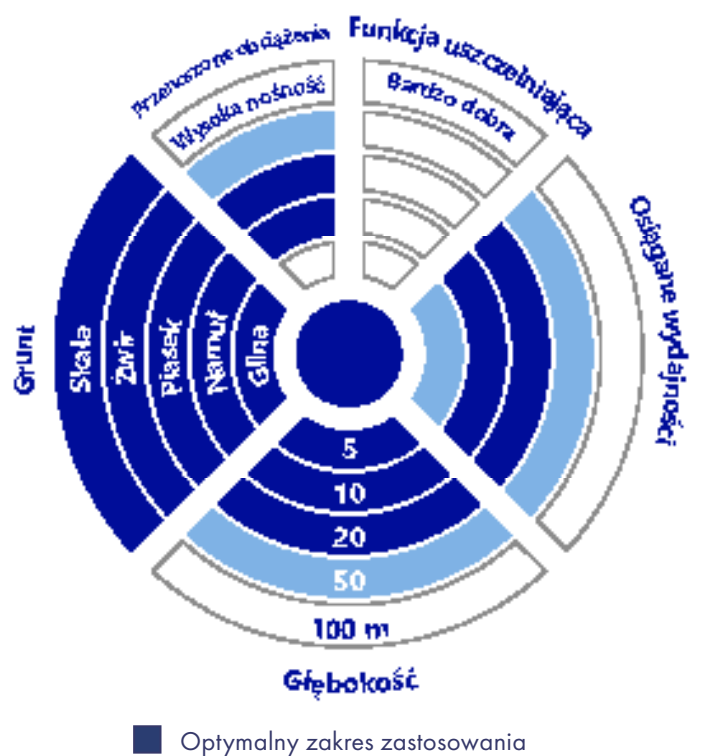 Przenoszone obciążenia
Funkcja uszczelniająca
Wysoka nośność
Bardzo dobra
Osiągane wydajności
Grunt
Skała
Żwir
Piasek
Namuł
Glina
5
10
20
50
100 m
Głębokość
Optymalny zakres zastosowania